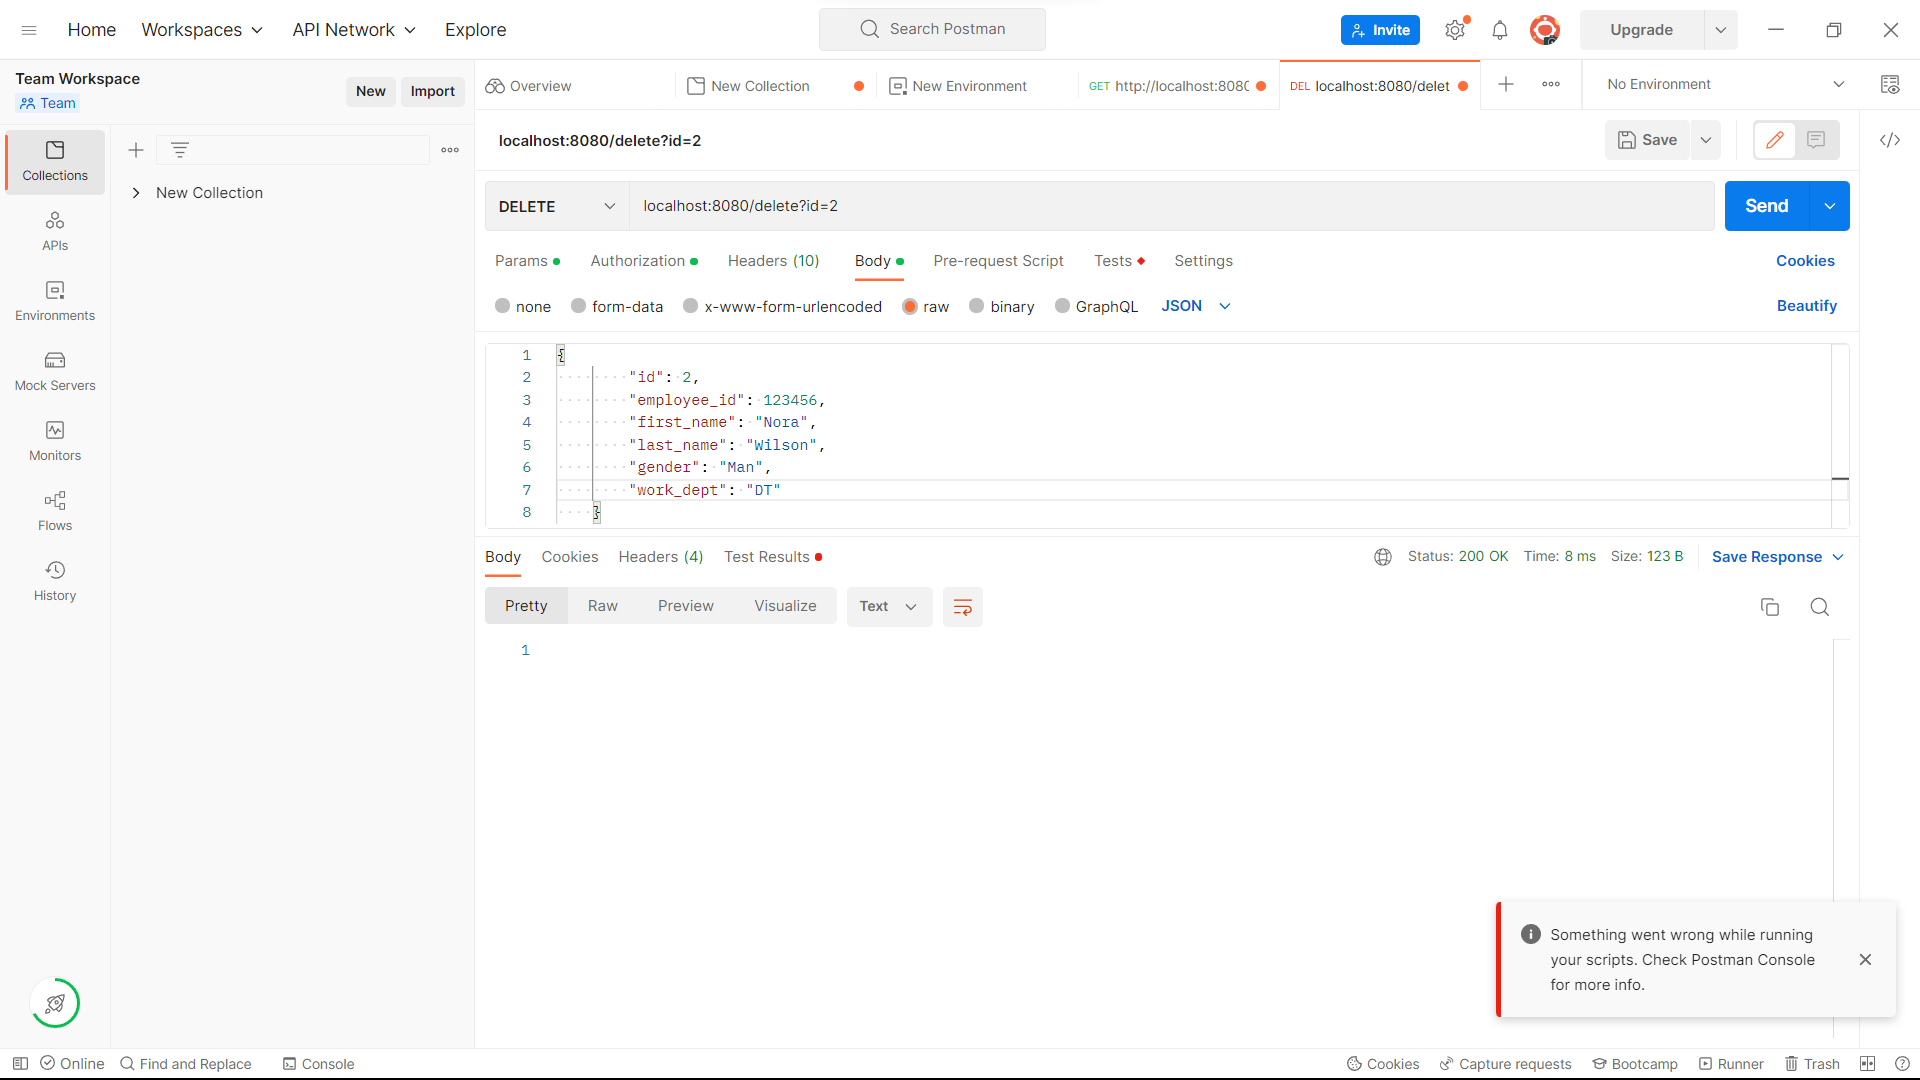 Home Workspaces API Network Explore Search Postman Invite Upgrade
Team Workspace
Team
New Import
Overview New Collection New Environment GET http://localhost:808( DEL localhost:8080/delet No Environment
localhost:8080/delete?id=2 Save
DELETE localhost:8080/delete?id=2 Send
Params Authorization Headers (10) Body Pre-request Script Tests Settings Cookies
none form-data x-www-form-urlencoded raw binary GraphQL JSON Beautify
Collections
APIs
Environments
Mock Servers
Monitors
Flows
History
New Collection
1 {
2 "id": 2,
3 "employee_id": 123456,
4 "first_name": "Nora",
5 "last_name": "Wilson",
6 "gender": "Man",
7 "work_dept": "DT"
8 }
Body Cookies Headers (4) Test Results Status: 200 OK Time: 8 ms Size: 123 B Save Response
Pretty Raw Preview Visualize Text
1
Something went wrong while running
your scripts. Check Postman Console
for more info.
Online Find and Replace Console Cookies Capture requests Bootcamp Runner Trash